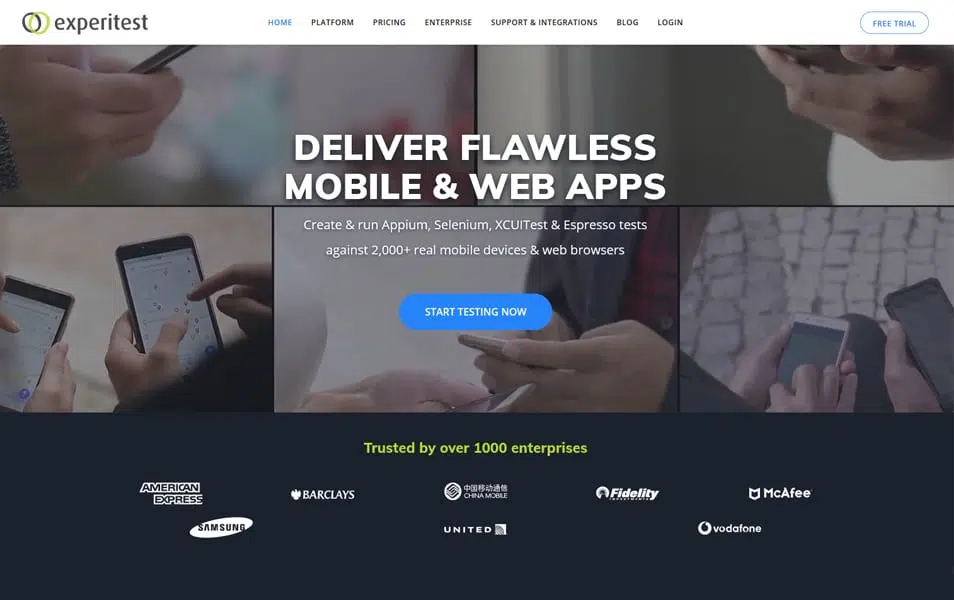 experitest
HOME PLATFORM PRICING ENTERPRISE SUPPORT & INTEGRATIONS BLOG LOGIN FREE TRIAL
DELIVER FLAWLESS
MOBILE & WEB APPS
Create & run Appium, Selenium, XCUITest & Espresso tests
against 2,000+ real mobile devices & web browsers
START TESTING NOW
Trusted by over 1000 enterprises
AMERICAN
EXPRESS
BARCLAYS
中国移动通信
CHINA MOBILE
Fidelity
INVESTMENTS
McAfee
SAMSUNG
UNITED
vodafone